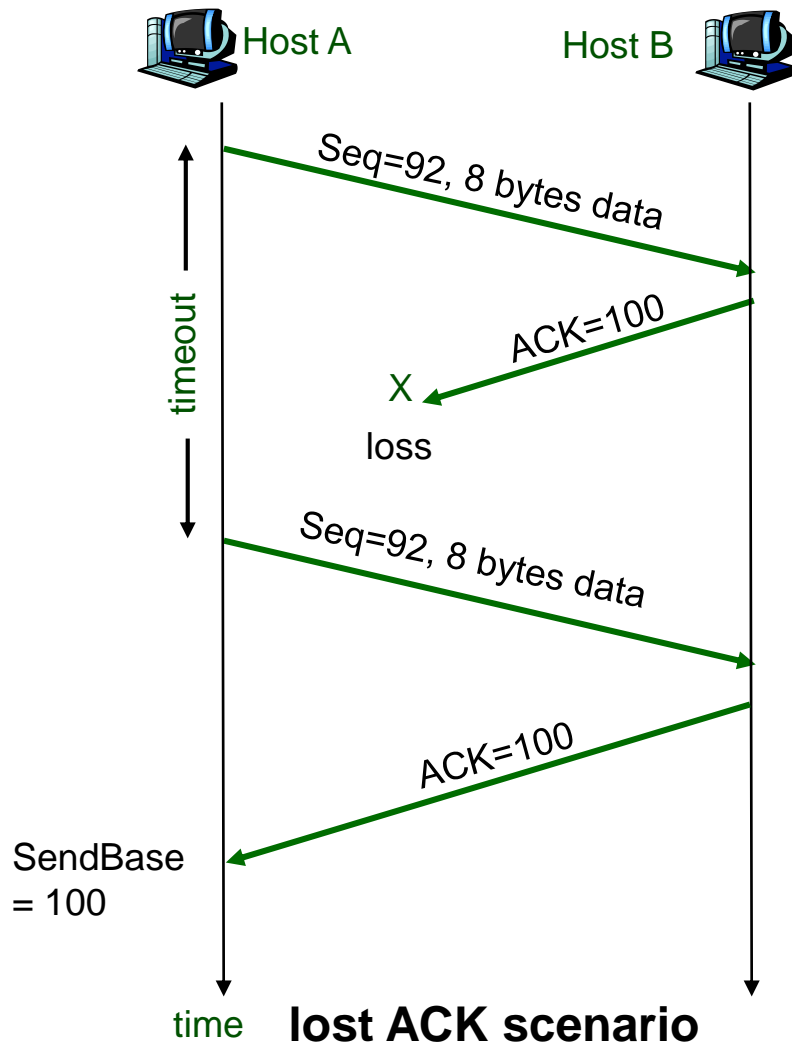 Host A
Host B
Seq=92, 8 bytes data
ACK=100
timeout
X
loss
Seq=92, 8 bytes data
ACK=100
SendBase
= 100
time
lost ACK scenario